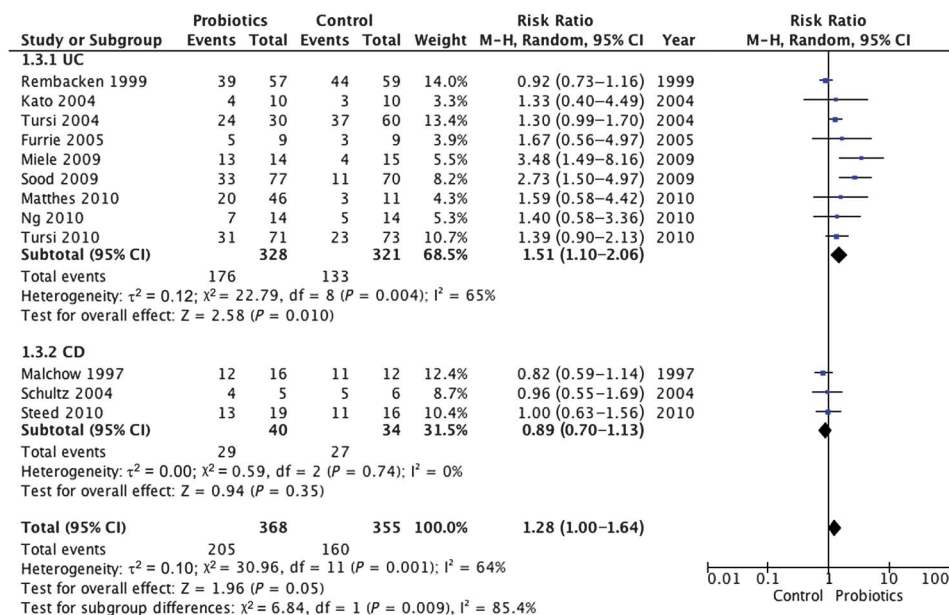 Probiotics Control Risk Ratio Risk Ratio
Study or Subgroup Events Total Events Total Weight M–H, Random, 95% CI Year M–H, Random, 95% CI
1.3.1 UC
Rembacken 1999 39 57 44 59 14.0% 0.92 (0.73–1.16) 1999
Kato 2004 4 10 3 10 3.3% 1.33 (0.40–4.49) 2004
Tursi 2004 24 30 37 60 13.4% 1.30 (0.99–1.70) 2004
Furrie 2005 5 9 3 9 3.9% 1.67 (0.56–4.97) 2005
Miele 2009 13 14 4 15 5.5% 3.48 (1.49–8.16) 2009
Sood 2009 33 77 11 70 8.2% 2.73 (1.50–4.97) 2009
Matthes 2010 20 46 3 11 4.3% 1.59 (0.58–4.42) 2010
Ng 2010 7 14 5 14 5.3% 1.40 (0.58–3.36) 2010
Tursi 2010 31 71 23 73 10.7% 1.39 (0.90–2.13) 2010
Subtotal (95% CI) 328 321 68.5% 1.51 (1.10–2.06)
Total events 176 133
Heterogeneity: τ² = 0.12; χ² = 22.79, df = 8 (P = 0.004); I² = 65%
Test for overall effect: Z = 2.58 (P = 0.010)
1.3.2 CD
Malchow 1997 12 16 11 12 12.4% 0.82 (0.59–1.14) 1997
Schultz 2004 4 5 5 6 8.7% 0.96 (0.55–1.69) 2004
Steed 2010 13 19 11 16 10.4% 1.00 (0.63–1.56) 2010
Subtotal (95% CI) 40 34 31.5% 0.89 (0.70–1.13)
Total events 29 27
Heterogeneity: τ² = 0.00; χ² = 0.59, df = 2 (P = 0.74); I² = 0%
Test for overall effect: Z = 0.94 (P = 0.35)
Total (95% CI) 368 355 100.0% 1.28 (1.00–1.64)
Total events 205 160
Heterogeneity: τ² = 0.10; χ² = 30.96, df = 11 (P = 0.001); I² = 64%
Test for overall effect: Z = 1.96 (P = 0.05)
Test for subgroup differences: χ² = 6.84, df = 1 (P = 0.009), I² = 85.4%
0.01 0.1 1 10 100
Control Probiotics